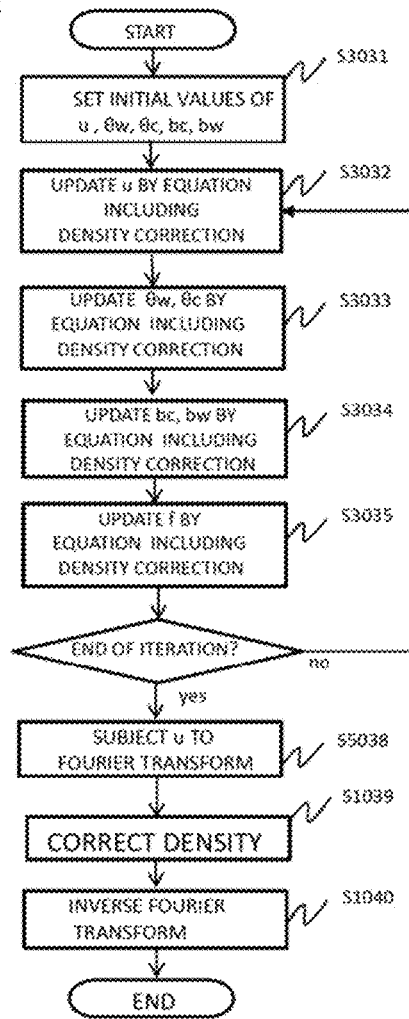 START
S3031
SET INITIAL VALUES OF
u , θw, θc, bc, bw
S3032
UPDATE u BY EQUATION
INCLUDING
DENSITY CORRECTION
S3033
UPDATE θw, θc BY
EQUATION INCLUDING
DENSITY CORRECTION
S3034
UPDATE bc, bw BY
EQUATION INCLUDING
DENSITY CORRECTION
S3035
UPDATE f BY
EQUATION INCLUDING
DENSITY CORRECTION
END OF ITERATION?
no
yes
S5038
SUBJECT u TO
FOURIER TRANSFORM
S1039
CORRECT DENSITY
S1040
INVERSE FOURIER
TRANSFORM
END